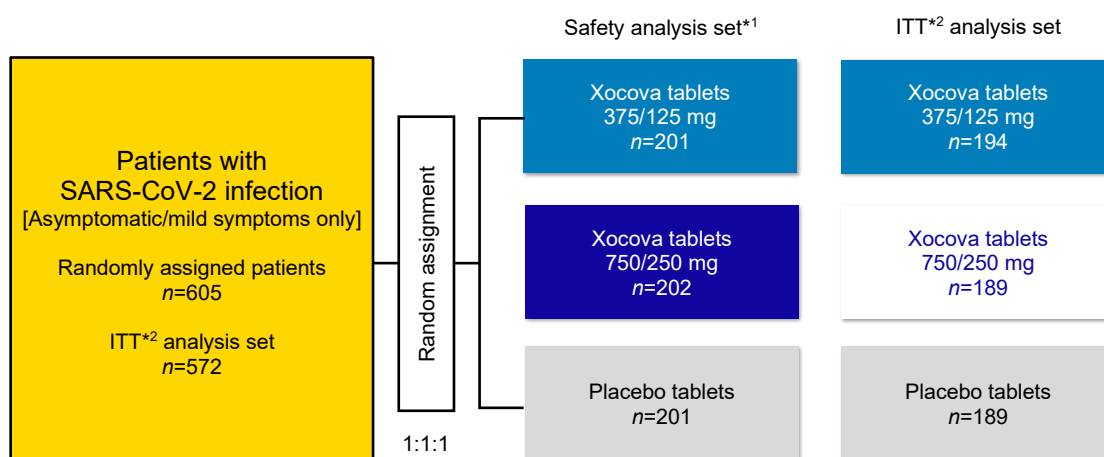 Safety analysis set*1
ITT*2 analysis set
Patients with
SARS-CoV-2 infection
[Asymptomatic/mild symptoms only]
Randomly assigned patients
n=605
ITT*2 analysis set
n=572
Random assignment
1:1:1
Xocova tablets
375/125 mg
n=201
Xocova tablets
375/125 mg
n=194
Xocova tablets
750/250 mg
n=202
Xocova tablets
750/250 mg
n=189
Placebo tablets
n=201
Placebo tablets
n=189